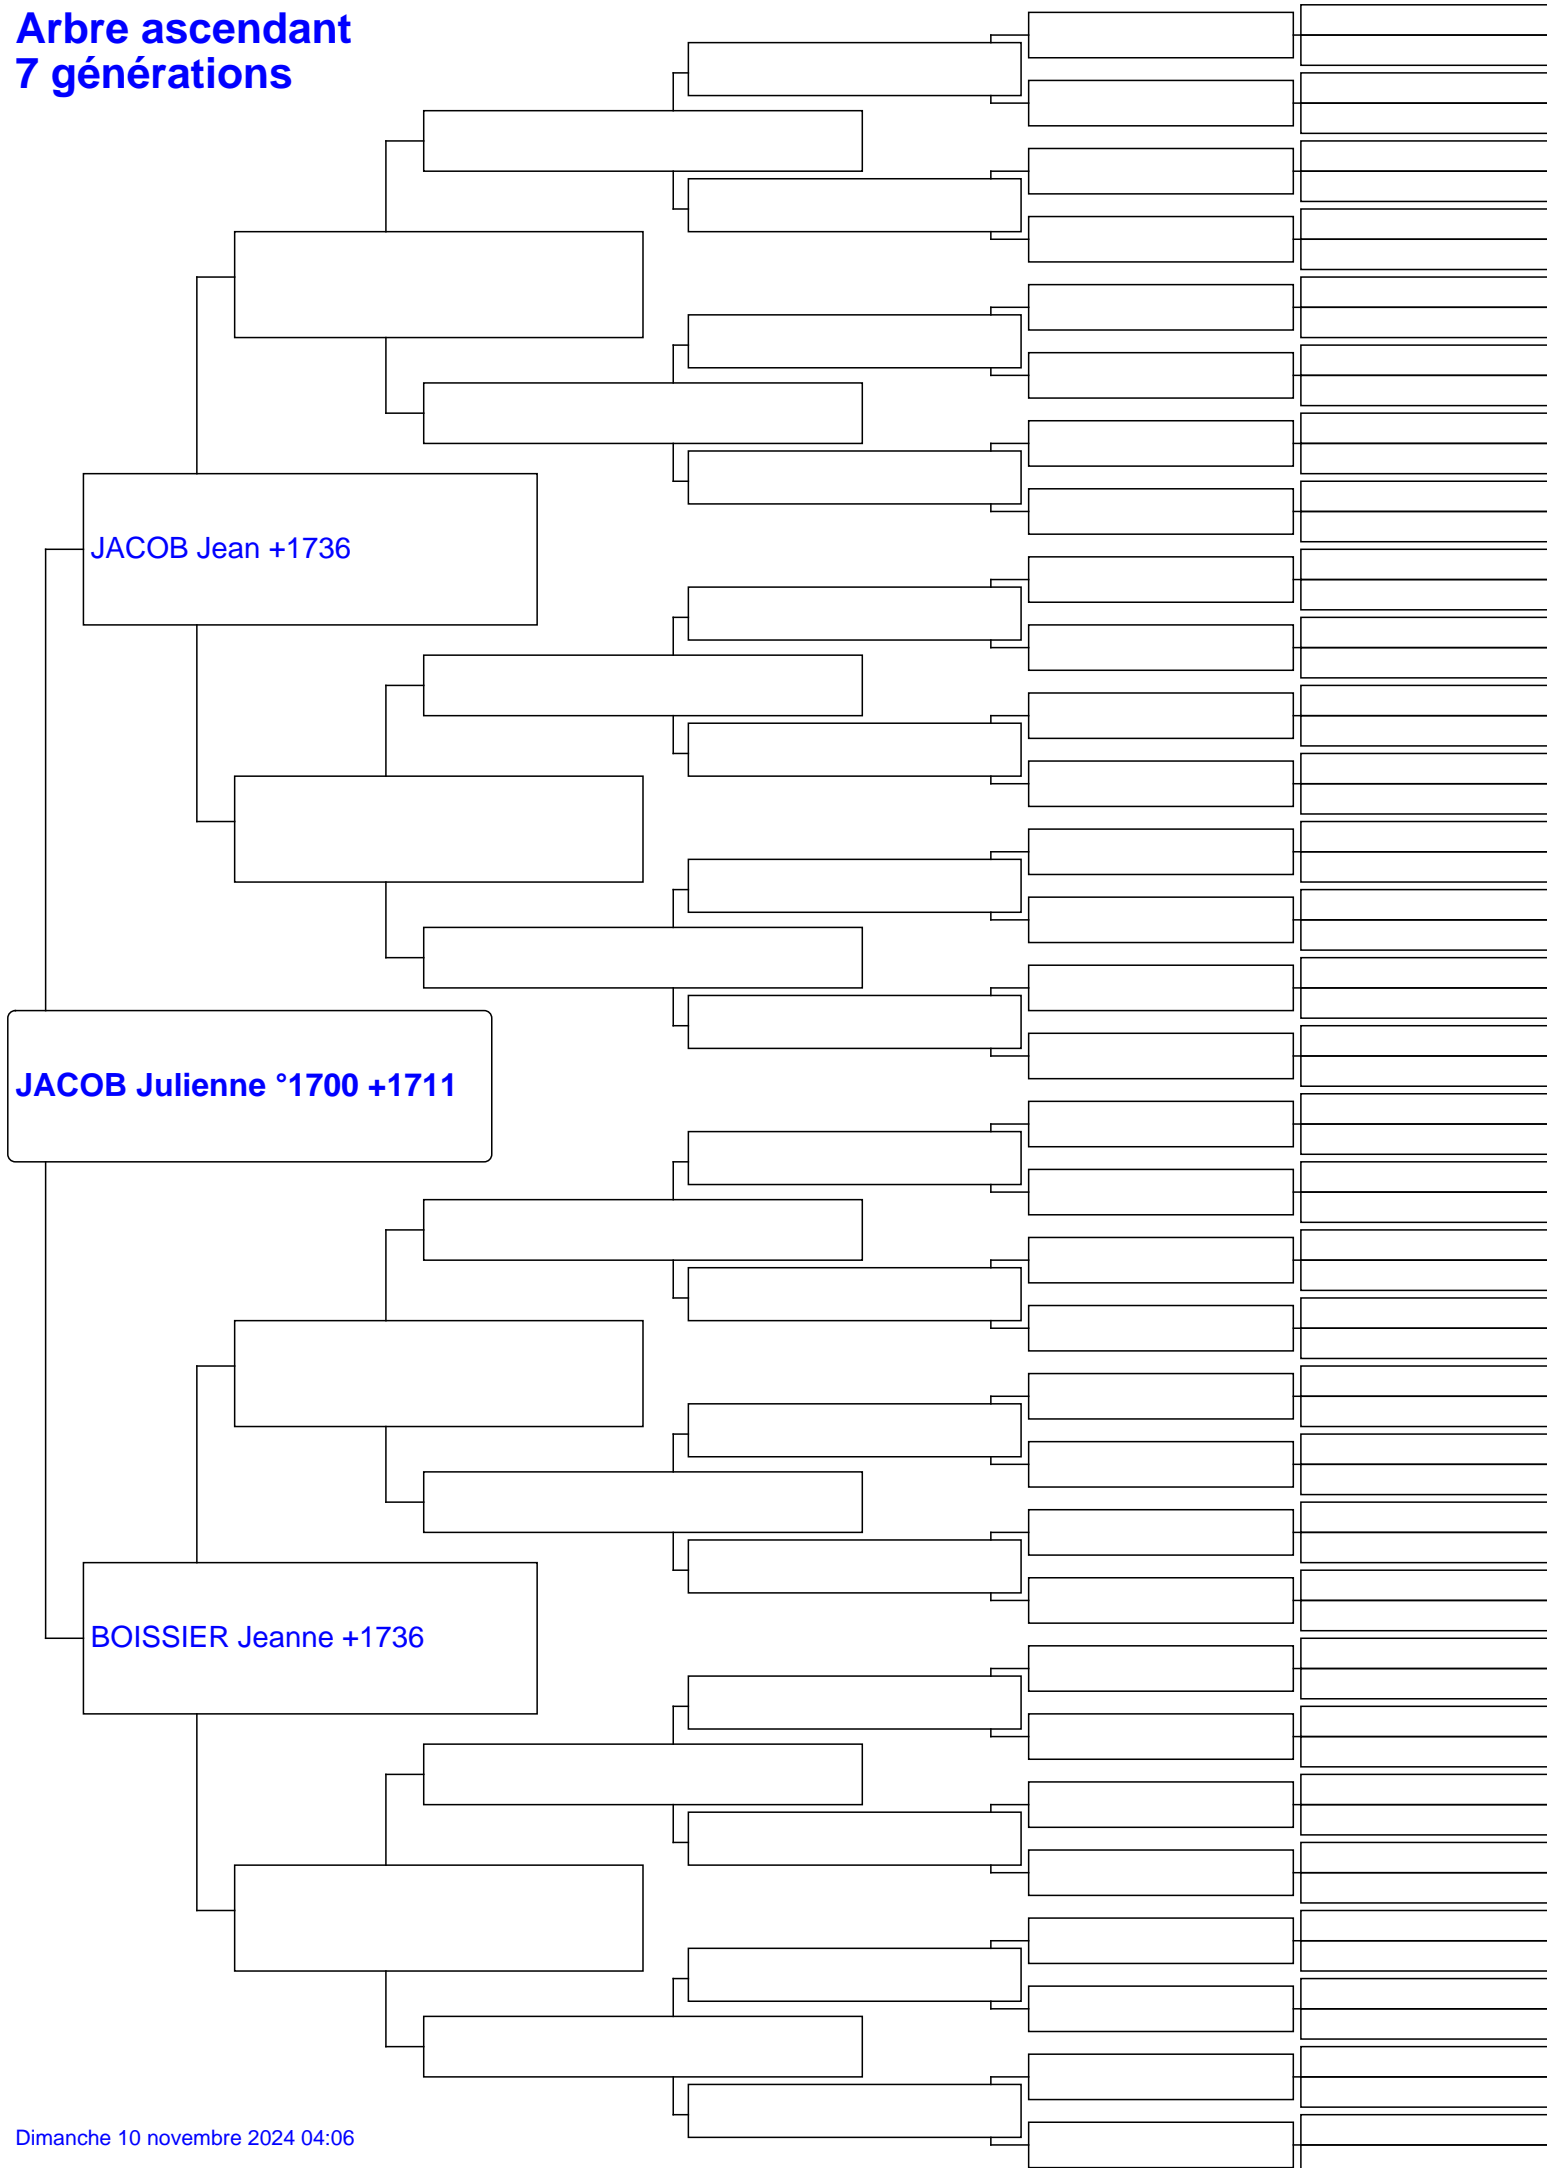 Arbre ascendant
7 générations
JACOB Jean +1736
JACOB Julienne °1700 +1711
BOISSIER Jeanne +1736
Dimanche 10 novembre 2024 04:06